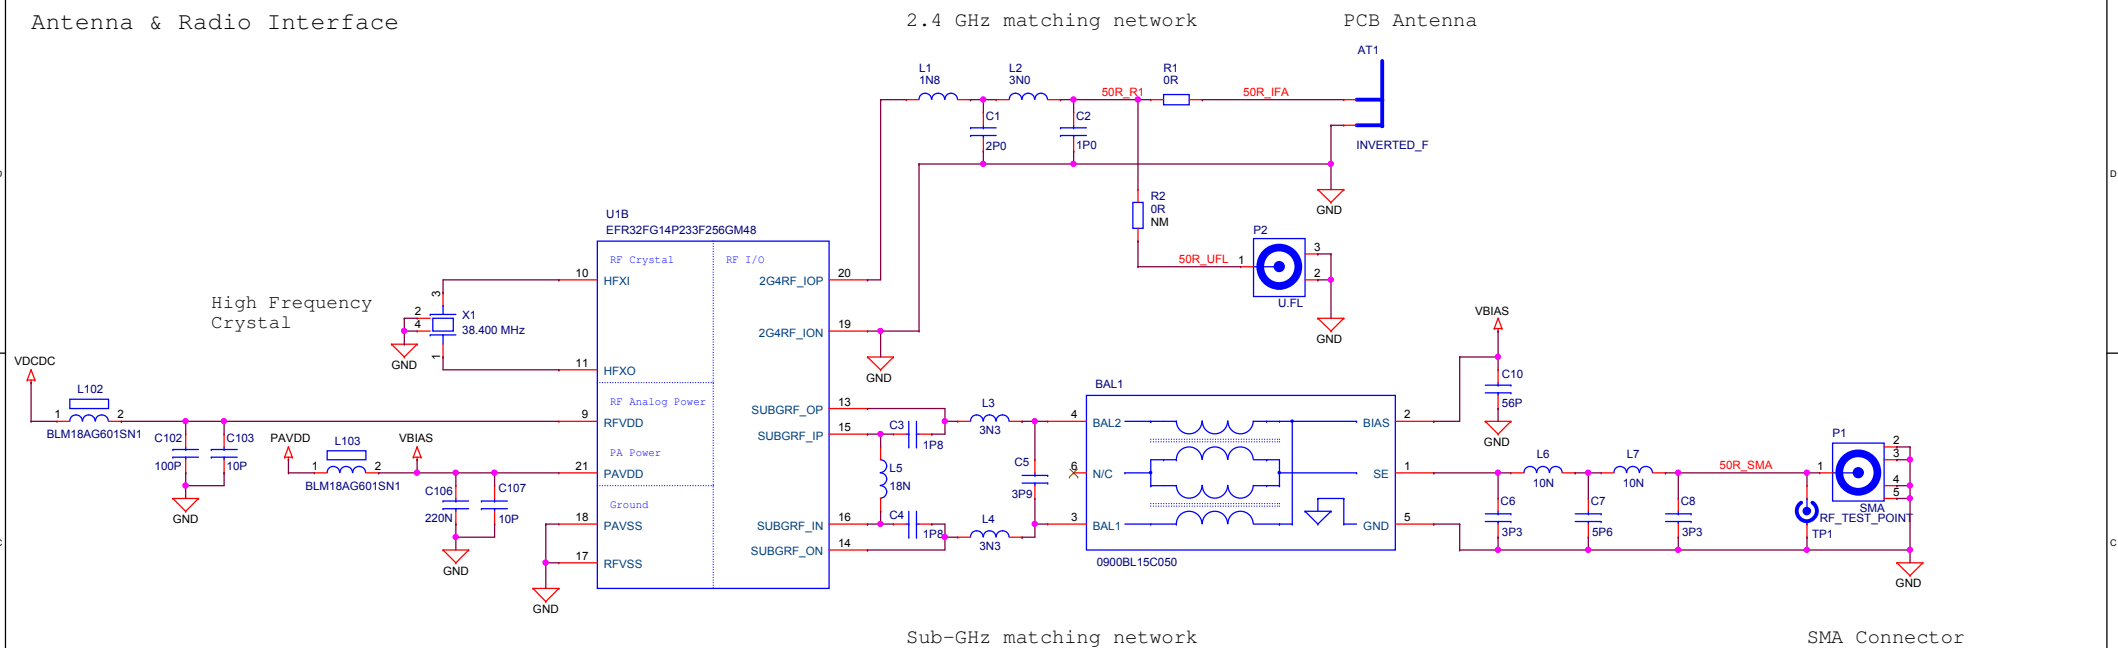 Antenna & Radio Interface
2.4 GHz matching network
PCB Antenna
AT1
L1
1N8
L2
3N0
R1
0R
50R_R1
50R_IFA
C1
2P0
C2
1P0
INVERTED_F
D
GND
R2
0R
NM
U1B
EFR32FG14P233F256GM48
P2
3
50R_UFL
1
2
U.FL
GND
RF Crystal
RF I/O
10
HFXI
2G4RF_IOP
20
High Frequency
Crystal
3
2
4
X1
38.400 MHz
1
GND
2G4RF_ION
19
GND
11
HFXO
VBIAS
VDCDC
L102
1
2
BLM18AG601SN1
C102
100P
C103
10P
GND
RF Analog Power
9
RFVDD
PAVDD
L103
VBIAS
1
2
BLM18AG601SN1
PA Power
21
PAVDD
C106
220N
C107
10P
GND
Ground
18
PAVSS
17
RFVSS
GND
SUBGRF_OP
13
SUBGRF_IP
15
SUBGRF_IN
16
SUBGRF_ON
14
C3
1P8
L5
18N
C4
1P8
L3
3N3
C5
3P9
L4
3N3
BAL1
4
BAL2
BIAS
2
6
N/C
SE
1
3
BAL1
GND
5
0900BL15C050
C10
56P
GND
L6
10N
L7
10N
50R_SMA
P1
1
2
3
4
5
SMA
C6
3P3
C7
5P6
C8
3P3
RF_TEST_POINT
TP1
GND
C
Sub-GHz matching network
SMA Connector